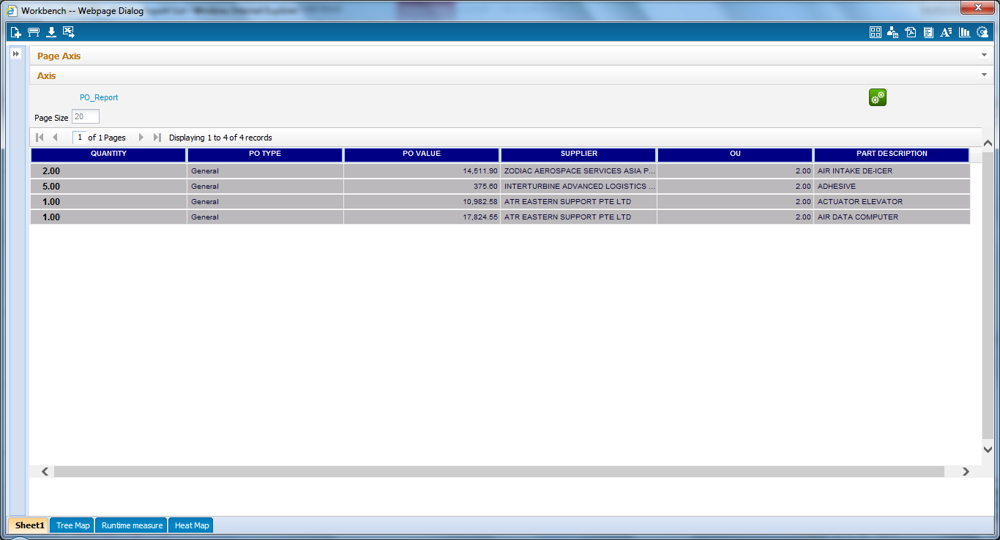 Workbench -- Webpage Dialog
Page Axis
Axis
PO_Report
Page Size 20
1 of 1 Pages Displaying 1 to 4 of 4 records
QUANTITY PO TYPE PO VALUE SUPPLIER OU PART DESCRIPTION
2.00 General 14,511.90 ZODIAC AEROSPACE SERVICES ASIA P... 2.00 AIR INTAKE DE-ICER
5.00 General 375.60 INTERTURBINE ADVANCED LOGISTICS ... 2.00 ADHESIVE
1.00 General 10,982.58 ATR EASTERN SUPPORT PTE LTD 2.00 ACTUATOR ELEVATOR
1.00 General 17,824.55 ATR EASTERN SUPPORT PTE LTD 2.00 AIR DATA COMPUTER
Sheet1 Tree Map Runtime measure Heat Map